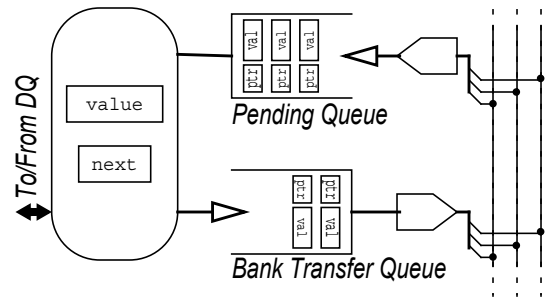 To/From DQ
value
next
val
val
val
ptr
ptr
ptr
Pending Queue
ptr
ptr
val
val
Bank Transfer Queue